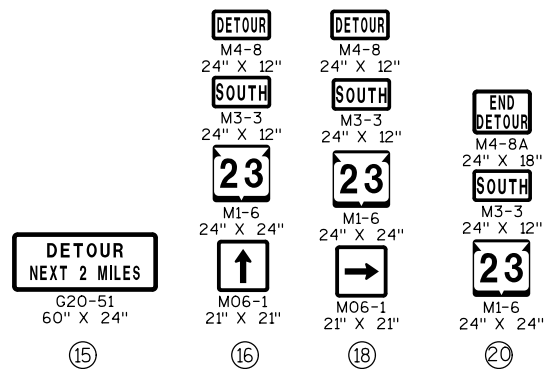 DETOUR
NEXT 2 MILES
G20-51
60" X 24"
15
DETOUR
M4-8
24" X 12"
SOUTH
M3-3
24" X 12"
23
M1-6
24" X 24"
M06-1
21" X 21"
16
DETOUR
M4-8
24" X 12"
SOUTH
M3-3
24" X 12"
23
M1-6
24" X 24"
M06-1
21" X 21"
18
END
DETOUR
M4-8A
24" X 18"
SOUTH
M3-3
24" X 12"
23
M1-6
24" X 24"
20